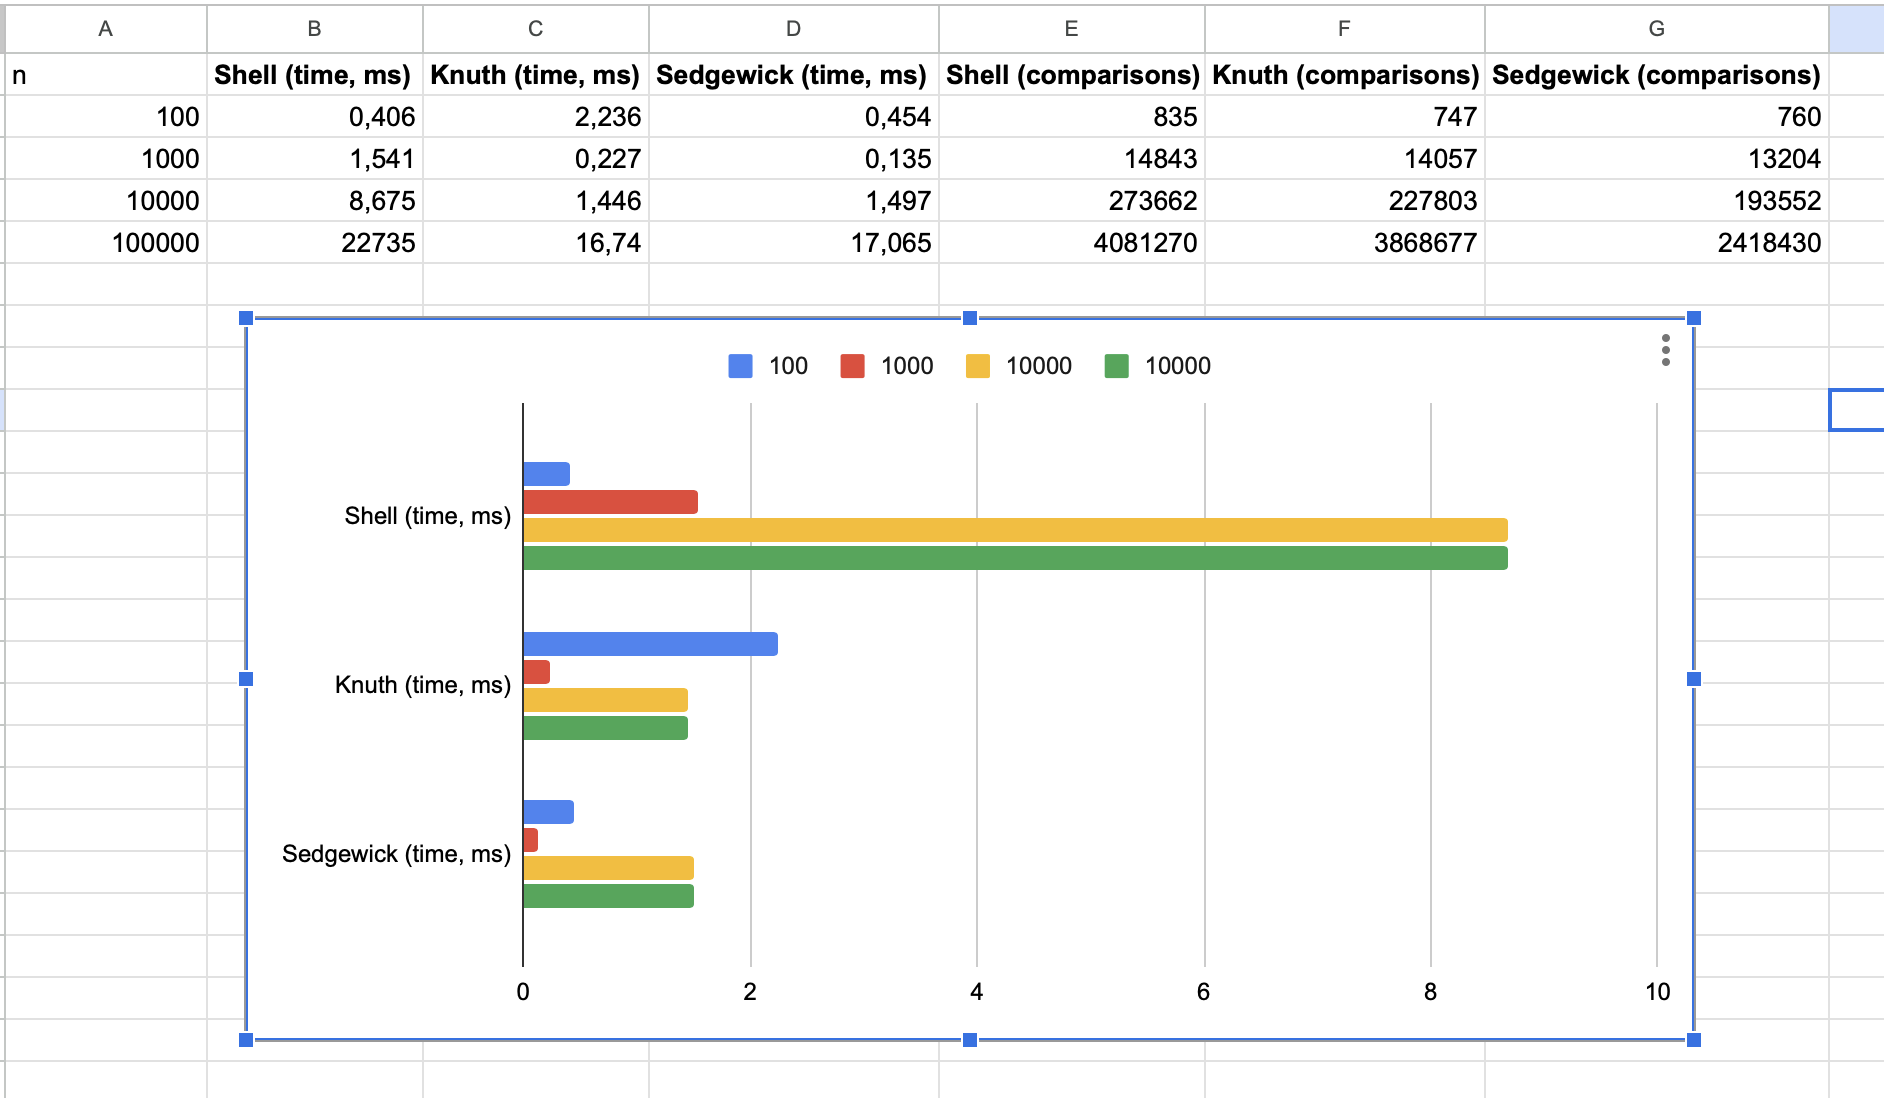 A B C D E F G
n Shell (time, ms) Knuth (time, ms) Sedgewick (time, ms) Shell (comparisons) Knuth (comparisons) Sedgewick (comparisons)
100 0,406 2,236 0,454 835 747 760
1000 1,541 0,227 0,135 14843 14057 13204
10000 8,675 1,446 1,497 273662 227803 193552
100000 22735 16,74 17,065 4081270 3868677 2418430
100 1000 10000 10000
Shell (time, ms)
Knuth (time, ms)
Sedgewick (time, ms)
0 2 4 6 8 10